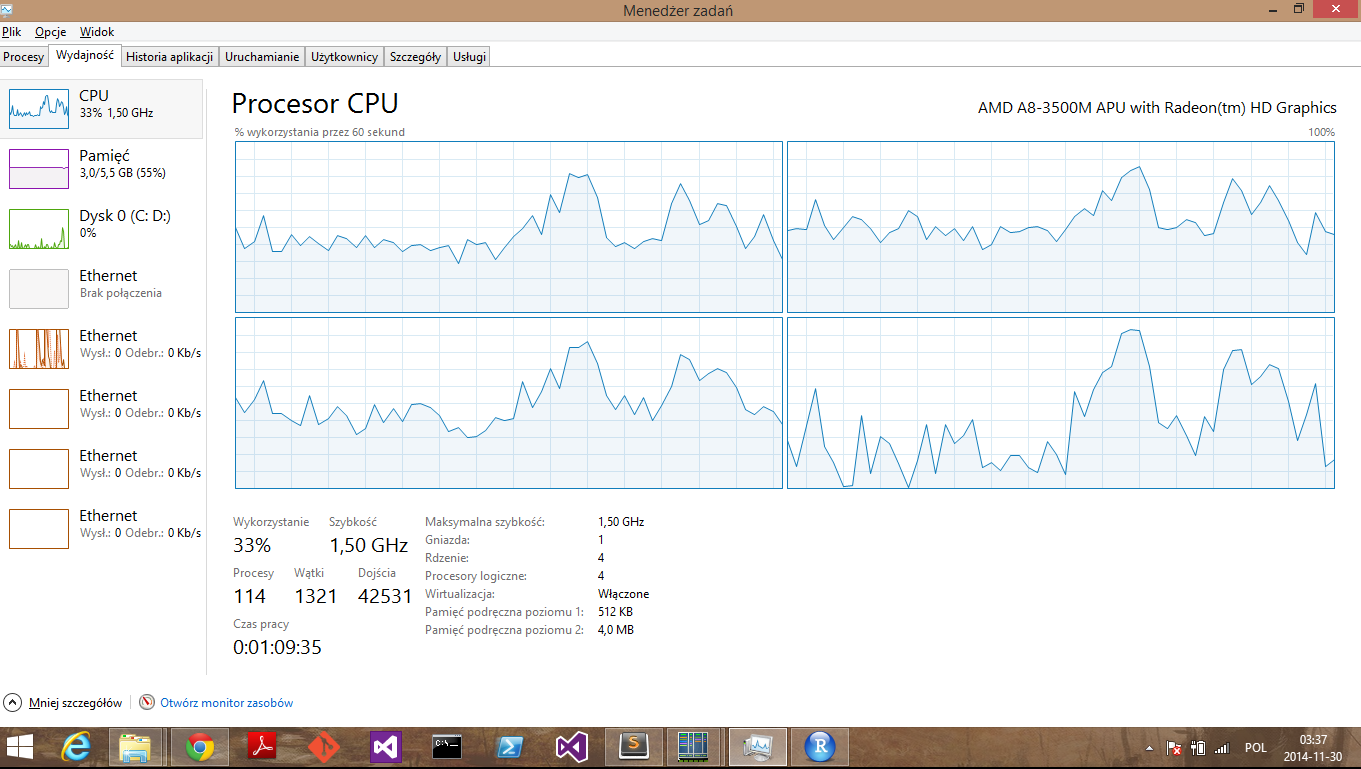 Menedżer zadań
Plik Opcje Widok
Procesy Wydajność Historia aplikacji Uruchamianie Użytkownicy Szczegóły Usługi
CPU
33% 1,50 GHz
Pamięć
3,0/5,5 GB (55%)
Dysk 0 (C: D:)
0%
Ethernet
Brak połączenia
Ethernet
Wysł.: 0 Odebr.: 0 Kb/s
Ethernet
Wysł.: 0 Odebr.: 0 Kb/s
Ethernet
Wysł.: 0 Odebr.: 0 Kb/s
Ethernet
Wysł.: 0 Odebr.: 0 Kb/s
Procesor CPU
AMD A8-3500M APU with Radeon(tm) HD Graphics
% wykorzystania przez 60 sekund
100%
Wykorzystanie Szybkość
33% 1,50 GHz
Procesy Wątki Dojścia
114 1321 42531
Czas pracy
0:01:09:35
Maksymalna szybkość: 1,50 GHz
Gniazda: 1
Rdzenie: 4
Procesory logiczne: 4
Wirtualizacja: Włączone
Pamięć podręczna poziomu 1: 512 KB
Pamięć podręczna poziomu 2: 4,0 MB
Mniej szczegółów
Otwórz monitor zasobów
C:\
S
R
POL
03:37
2014-11-30